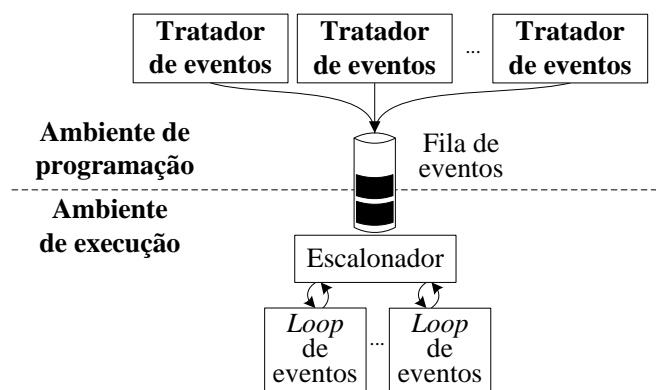 Tratador
de eventos
Tratador
de eventos
...
Tratador
de eventos
Ambiente de
programação
Fila de
eventos
Ambiente
de execução
Escalonador
Loop
de
eventos
...
Loop
de
eventos